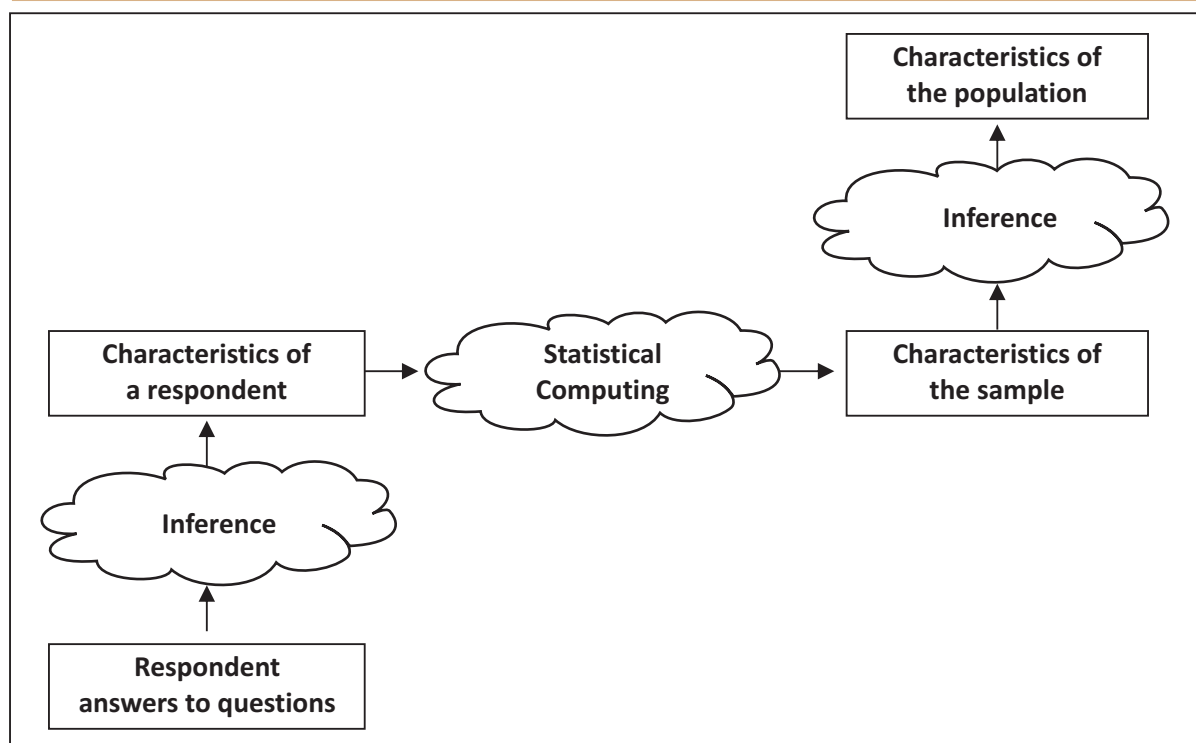 Characteristics of
the population
Inference
Characteristics of
a respondent
Statistical
Computing
Characteristics of
the sample
Inference
Respondent
answers to questions